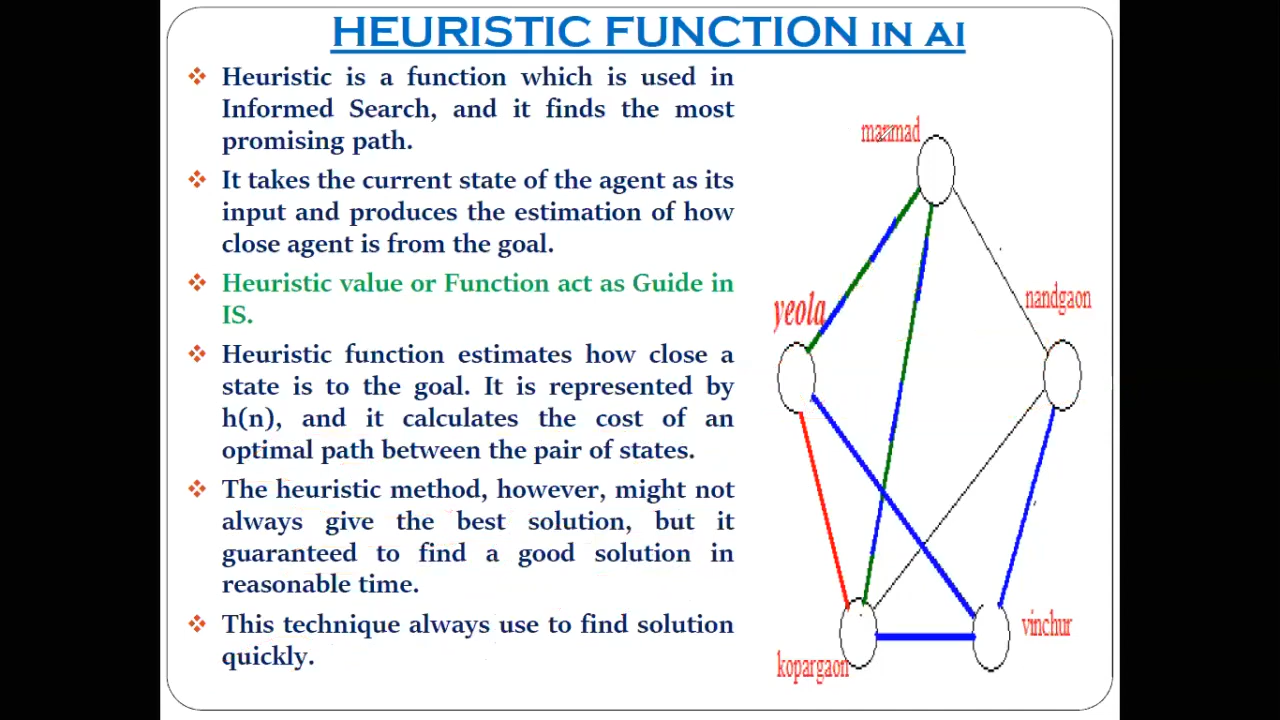 HEURISTIC FUNCTION IN AI
Heuristic is a function which is used in
Informed Search, and it finds the most
promising path.
It takes the current state of the agent as its
input and produces the estimation of how
close agent is from the goal.
Heuristic value or Function act as Guide in
IS.
Heuristic function estimates how close a
state is to the goal. It is represented by
h(n), and it calculates the cost of an
optimal path between the pair of states.
The heuristic method, however, might not
always give the best solution, but it
guaranteed to find a good solution in
reasonable time.
This technique always use to find solution
quickly.
manmad
yeola
nandgaon
kopargaon
vinchur